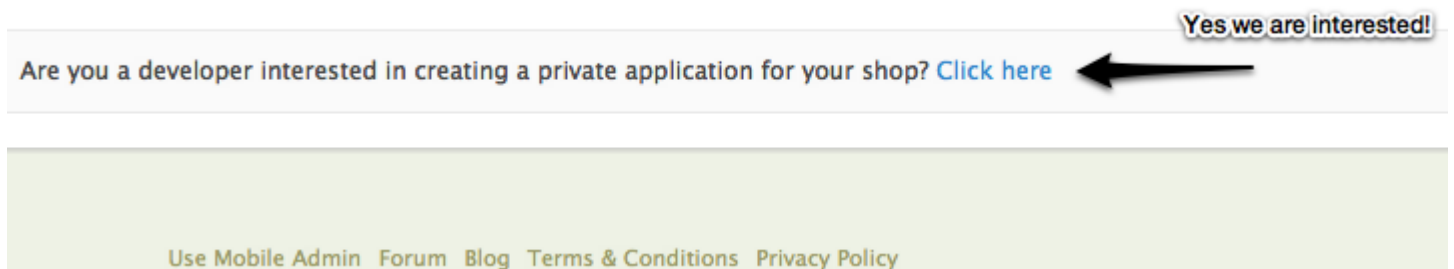 Yes we are interested!
Are you a developer interested in creating a private application for your shop? Click here
Use Mobile Admin Forum Blog Terms & Conditions Privacy Policy